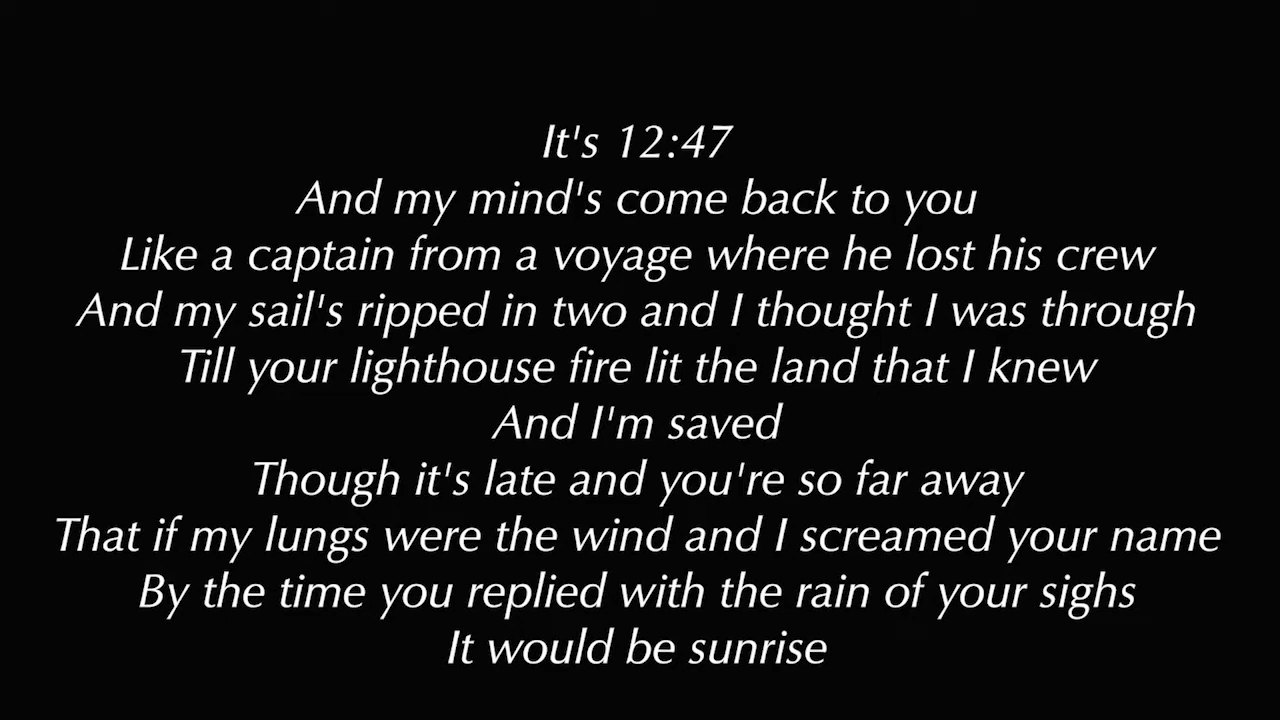 It's 12:47
And my mind's come back to you
Like a captain from a voyage where he lost his crew
And my sail's ripped in two and I thought I was through
Till your lighthouse fire lit the land that I knew
And I'm saved
Though it's late and you're so far away
That if my lungs were the wind and I screamed your name
By the time you replied with the rain of your sighs
It would be sunrise